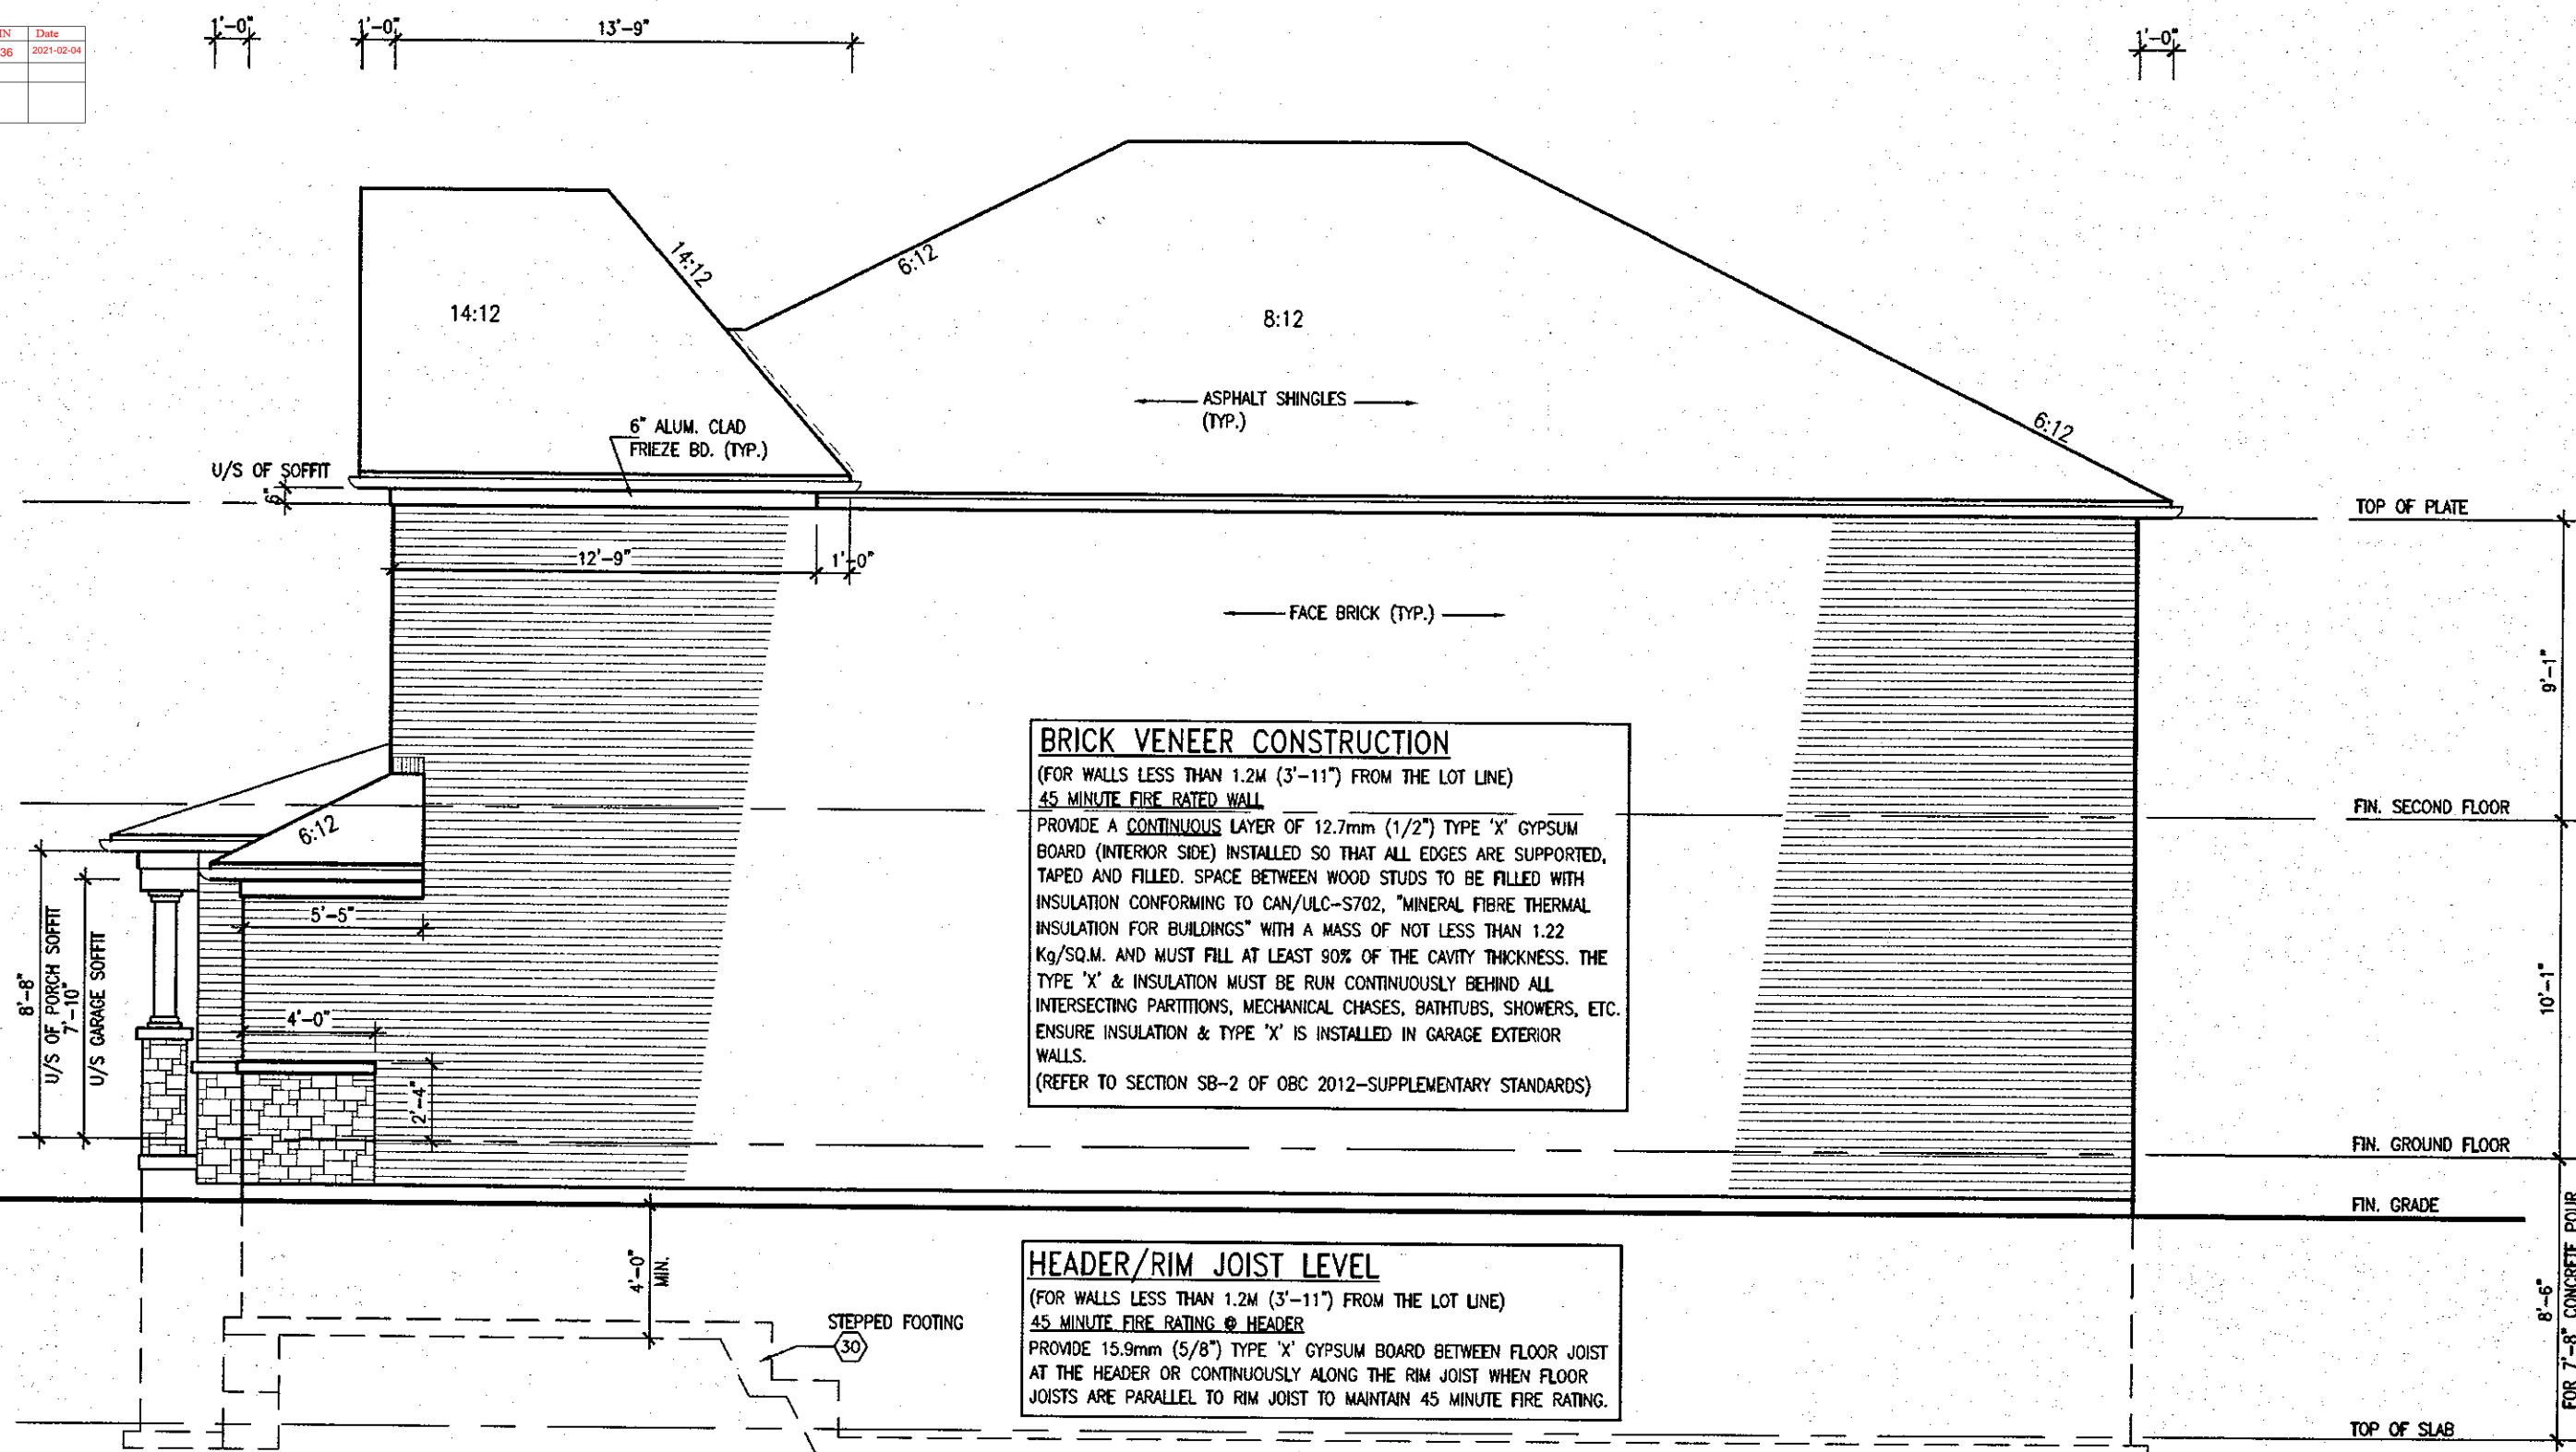 IN Date
36 2021-02-04
1'-0"
1'-0"
13'-9"
1'-0"
14:12
14:12
6:12
8:12
6:12
ASPHALT SHINGLES
(TYP.)
6" ALUM. CLAD
FRIEZE BD. (TYP.)
U/S OF SOFFIT
6"
TOP OF PLATE
12'-9"
1'-0"
FACE BRICK (TYP.)
9'-1"
BRICK VENEER CONSTRUCTION
(FOR WALLS LESS THAN 1.2M (3'-11") FROM THE LOT LINE)
45 MINUTE FIRE RATED WALL
PROVIDE A CONTINUOUS LAYER OF 12.7mm (1/2") TYPE 'X' GYPSUM
BOARD (INTERIOR SIDE) INSTALLED SO THAT ALL EDGES ARE SUPPORTED,
TAPED AND FILLED. SPACE BETWEEN WOOD STUDS TO BE FILLED WITH
INSULATION CONFORMING TO CAN/ULC-S702, "MINERAL FIBRE THERMAL
INSULATION FOR BUILDINGS" WITH A MASS OF NOT LESS THAN 1.22
Kg/SQ.M. AND MUST FILL AT LEAST 90% OF THE CAVITY THICKNESS. THE
TYPE 'X' & INSULATION MUST BE RUN CONTINUOUSLY BEHIND ALL
INTERSECTING PARTITIONS, MECHANICAL CHASES, BATHTUBS, SHOWERS, ETC.
ENSURE INSULATION & TYPE 'X' IS INSTALLED IN GARAGE EXTERIOR
WALLS.
(REFER TO SECTION SB-2 OF OBC 2012-SUPPLEMENTARY STANDARDS)
FIN. SECOND FLOOR
6:12
5'-5"
8'-8"
U/S OF PORCH SOFFIT
7'-10"
U/S GARAGE SOFFIT
4'-0"
2'-4"
10'-1"
FIN. GROUND FLOOR
FIN. GRADE
4'-0"
MIN.
STEPPED FOOTING
30
HEADER/RIM JOIST LEVEL
(FOR WALLS LESS THAN 1.2M (3'-11") FROM THE LOT LINE)
45 MINUTE FIRE RATING @ HEADER
PROVIDE 15.9mm (5/8") TYPE 'X' GYPSUM BOARD BETWEEN FLOOR JOIST
AT THE HEADER OR CONTINUOUSLY ALONG THE RIM JOIST WHEN FLOOR
JOISTS ARE PARALLEL TO RIM JOIST TO MAINTAIN 45 MINUTE FIRE RATING.
8'-6"
FOR 7'-8" CONCRETE POUR
TOP OF SLAB